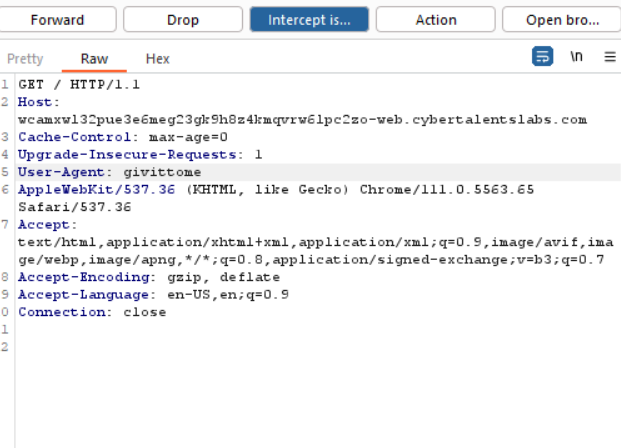 Forward Drop Intercept is... Action Open bro...
Pretty Raw Hex \n
1 GET / HTTP/1.1
2 Host:
wcamxwl32pue3e6meg23gk9h8z4kmqvrw6lpc2zo-web.cybertalentslabs.com
3 Cache-Control: max-age=0
4 Upgrade-Insecure-Requests: 1
5 User-Agent: givittome
6 AppleWebKit/537.36 (KHTML, like Gecko) Chrome/111.0.5563.65
Safari/537.36
7 Accept:
text/html,application/xhtml+xml,application/xml;q=0.9,image/avif,ima
ge/webp,image/apng,*/*;q=0.8,application/signed-exchange;v=b3;q=0.7
8 Accept-Encoding: gzip, deflate
9 Accept-Language: en-US,en;q=0.9
0 Connection: close
1
2